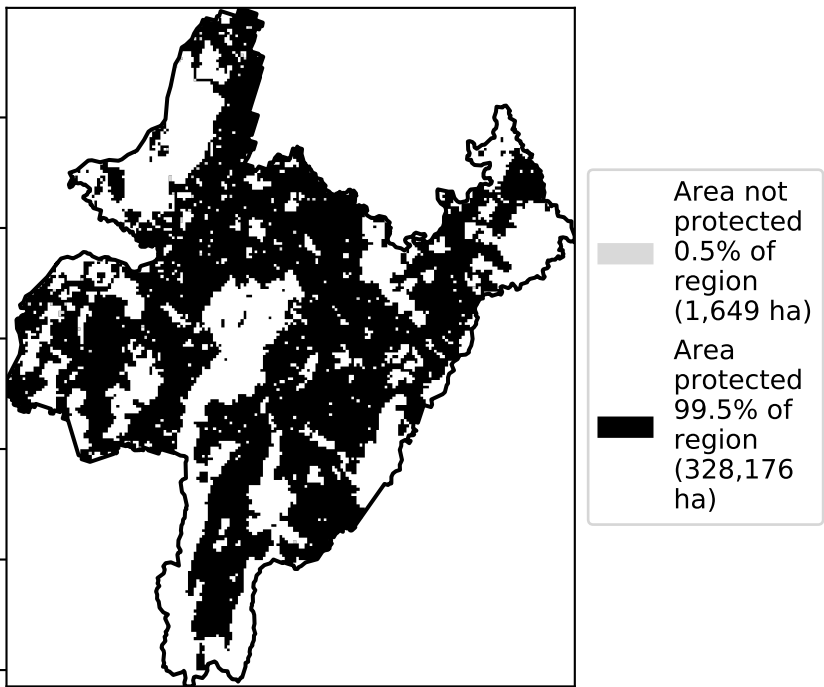 Area not
protected
0.5% of
region
(1,649 ha)
Area
protected
99.5% of
region
(328,176
ha)